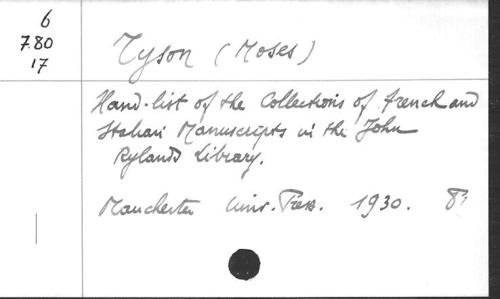 6
780
17
Tyson (Moses)
Hand-list of the Collections of French and
Italian Manuscripts in the John
Rylands Library.
Manchester Univ. Press. 1930. 8º